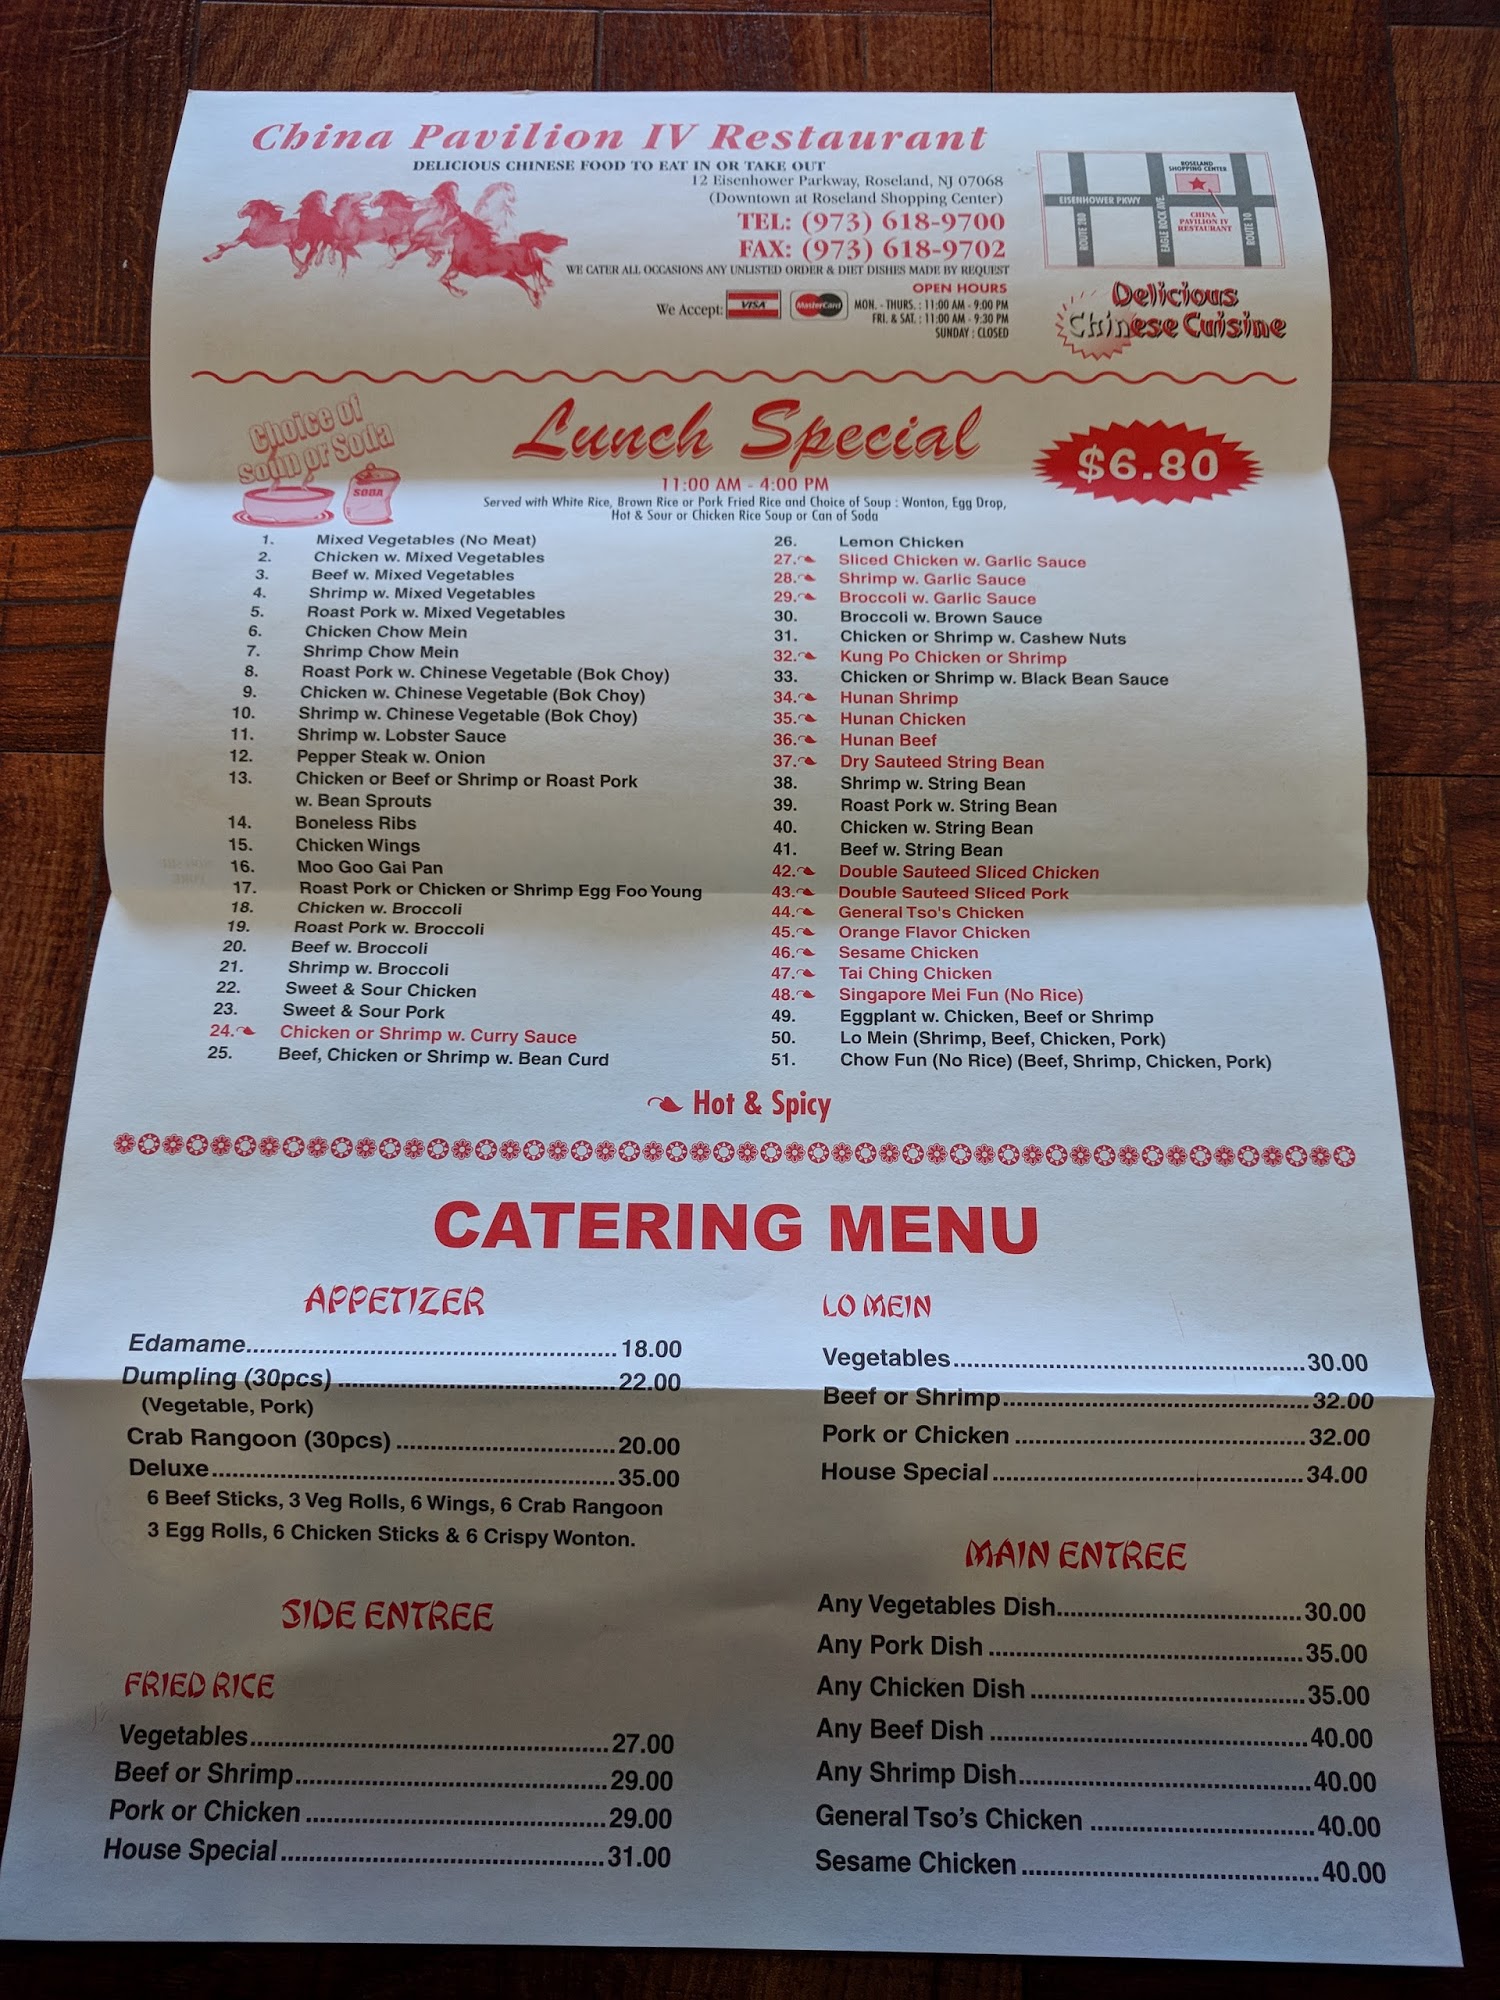 China Pavilion IV Restaurant
DELICIOUS CHINESE FOOD TO EAT IN OR TAKE OUT
12 Eisenhower Parkway, Roseland, NJ 07068
(Downtown at Roseland Shopping Center)
TEL: (973) 618-9700
FAX: (973) 618-9702
WE CATER ALL OCCASIONS ANY UNLISTED ORDER & DIET DISHES MADE BY REQUEST
We Accept: VISA MasterCard
OPEN HOURS
MON. - THURS. : 11:00 AM - 9:00 PM
FRI. & SAT. : 11:00 AM - 9:30 PM
SUNDAY : CLOSED
ROSELAND
SHOPPING CENTER
EISENHOWER PKWY
CHINA
PAVILION IV
RESTAURANT
ROUTE 280
EAGLE ROCK AVE.
ROUTE 10
Delicious
Chinese Cuisine
Choice of
Soup or Soda
SODA
Lunch Special
$6.80
11:00 AM - 4:00 PM
Served with White Rice, Brown Rice or Pork Fried Rice and Choice of Soup : Wonton, Egg Drop,
Hot & Sour or Chicken Rice Soup or Can of Soda
1. Mixed Vegetables (No Meat)
2. Chicken w. Mixed Vegetables
3. Beef w. Mixed Vegetables
4. Shrimp w. Mixed Vegetables
5. Roast Pork w. Mixed Vegetables
6. Chicken Chow Mein
7. Shrimp Chow Mein
8. Roast Pork w. Chinese Vegetable (Bok Choy)
9. Chicken w. Chinese Vegetable (Bok Choy)
10. Shrimp w. Chinese Vegetable (Bok Choy)
11. Shrimp w. Lobster Sauce
12. Pepper Steak w. Onion
13. Chicken or Beef or Shrimp or Roast Pork
w. Bean Sprouts
14. Boneless Ribs
15. Chicken Wings
16. Moo Goo Gai Pan
17. Roast Pork or Chicken or Shrimp Egg Foo Young
18. Chicken w. Broccoli
19. Roast Pork w. Broccoli
20. Beef w. Broccoli
21. Shrimp w. Broccoli
22. Sweet & Sour Chicken
23. Sweet & Sour Pork
24. Chicken or Shrimp w. Curry Sauce
25. Beef, Chicken or Shrimp w. Bean Curd
26. Lemon Chicken
27. Sliced Chicken w. Garlic Sauce
28. Shrimp w. Garlic Sauce
29. Broccoli w. Garlic Sauce
30. Broccoli w. Brown Sauce
31. Chicken or Shrimp w. Cashew Nuts
32. Kung Po Chicken or Shrimp
33. Chicken or Shrimp w. Black Bean Sauce
34. Hunan Shrimp
35. Hunan Chicken
36. Hunan Beef
37. Dry Sauteed String Bean
38. Shrimp w. String Bean
39. Roast Pork w. String Bean
40. Chicken w. String Bean
41. Beef w. String Bean
42. Double Sauteed Sliced Chicken
43. Double Sauteed Sliced Pork
44. General Tso's Chicken
45. Orange Flavor Chicken
46. Sesame Chicken
47. Tai Ching Chicken
48. Singapore Mei Fun (No Rice)
49. Eggplant w. Chicken, Beef or Shrimp
50. Lo Mein (Shrimp, Beef, Chicken, Pork)
51. Chow Fun (No Rice) (Beef, Shrimp, Chicken, Pork)
Hot & Spicy
CATERING MENU
APPETIZER
Edamame 18.00
Dumpling (30pcs) 22.00
(Vegetable, Pork)
Crab Rangoon (30pcs) 20.00
Deluxe 35.00
6 Beef Sticks, 3 Veg Rolls, 6 Wings, 6 Crab Rangoon
3 Egg Rolls, 6 Chicken Sticks & 6 Crispy Wonton.
SIDE ENTREE
FRIED RICE
Vegetables 27.00
Beef or Shrimp 29.00
Pork or Chicken 29.00
House Special 31.00
LO MEIN
Vegetables 30.00
Beef or Shrimp 32.00
Pork or Chicken 32.00
House Special 34.00
MAIN ENTREE
Any Vegetables Dish 30.00
Any Pork Dish 35.00
Any Chicken Dish 35.00
Any Beef Dish 40.00
Any Shrimp Dish 40.00
General Tso's Chicken 40.00
Sesame Chicken 40.00